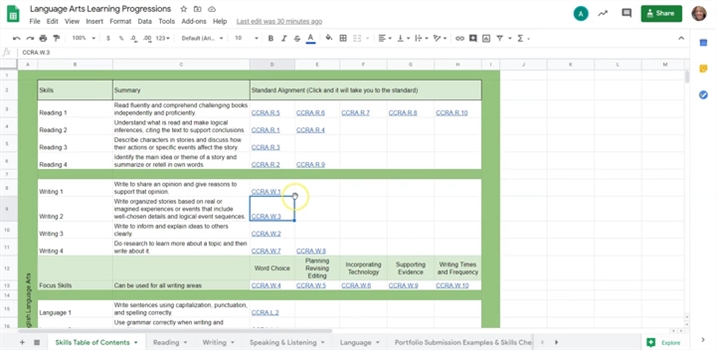 Language Arts Learning Progressions
File Edit View Insert Format Data Tools Add-ons Help Last edit was 30 minutes ago
A
Share
100% $ % .0 .00 123 Default (Ari... 10 B I S A
fx CCRA.W.3
A B C D E F G H I J K L M
1
2 Skills Summary Standard Alignment (Click and it will take you to the standard)
Read fluently and comprehend challenging books
3 Reading 1 independently and proficiently. CCRA.R.5 CCRA.R.6 CCRA.R.7 CCRA.R.8 CCRA.R.10
Understand what is read and make logical
4 Reading 2 inferences, citing the text to support conclusions CCRA.R.1 CCRA.R.4
Describe characters in stories and discuss how
5 Reading 3 their actions or specific events affect the story. CCRA.R.3
Identify the main idea or theme of a story and
6 Reading 4 summarize or retell in own words. CCRA.R.2 CCRA.R.9
7
Write to share an opinion and give reasons to
8 Writing 1 support that opinion. CCRA.W.1
Write organized stories based on real or
imagined experiences or events that include
9 Writing 2 well-chosen details and logical event sequences. CCRA.W.3
Write to inform and explain ideas to others
10 Writing 3 clearly. CCRA.W.2
Do research to learn more about a topic and then
11 Writing 4 write about it. CCRA.W.7 CCRA.W.8
12 Word Choice Planning Revising Editing Incorporating Technology Supporting Evidence Writing Times and Frequency
13 Focus Skills Can be used for all writing areas CCRA.W.4 CCRA.W.5 CCRA.W.6 CCRA.W.9 CCRA.W.10
14
Write sentences using capitalization, punctuation,
15 Language 1 and spelling correctly. CCRA.L.2
16 Use grammar correctly when writing and
glish Language Arts
Skills Table of Contents Reading Writing Speaking & Listening Language Portfolio Submission Examples & Skills Che
Explore